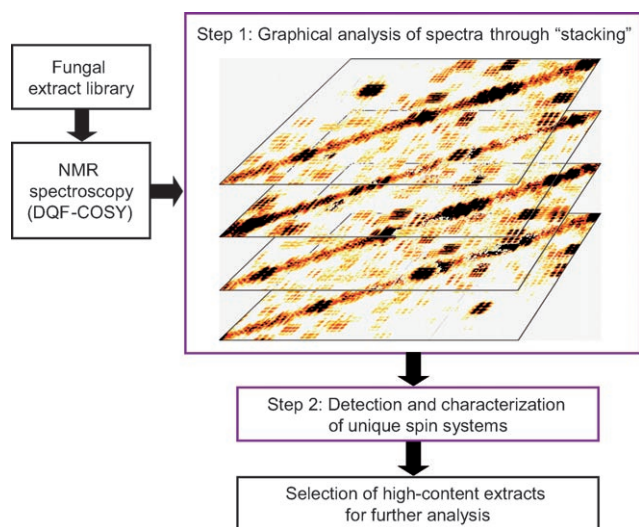 Fungal
extract library
NMR
spectroscopy
(DQF-COSY)
Step 1: Graphical analysis of spectra through “stacking”
Step 2: Detection and characterization
of unique spin systems
Selection of high-content extracts
for further analysis